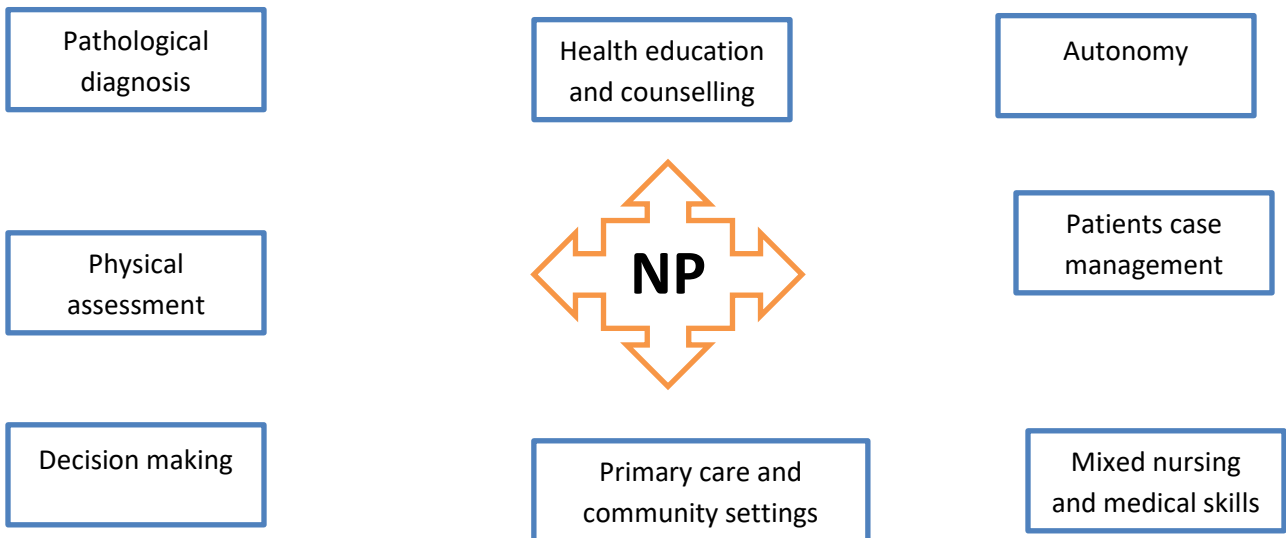 Pathological
diagnosis
Health education
and counselling
Autonomy
Physical
assessment
NP
Patients case
management
Decision making
Primary care and
community settings
Mixed nursing
and medical skills